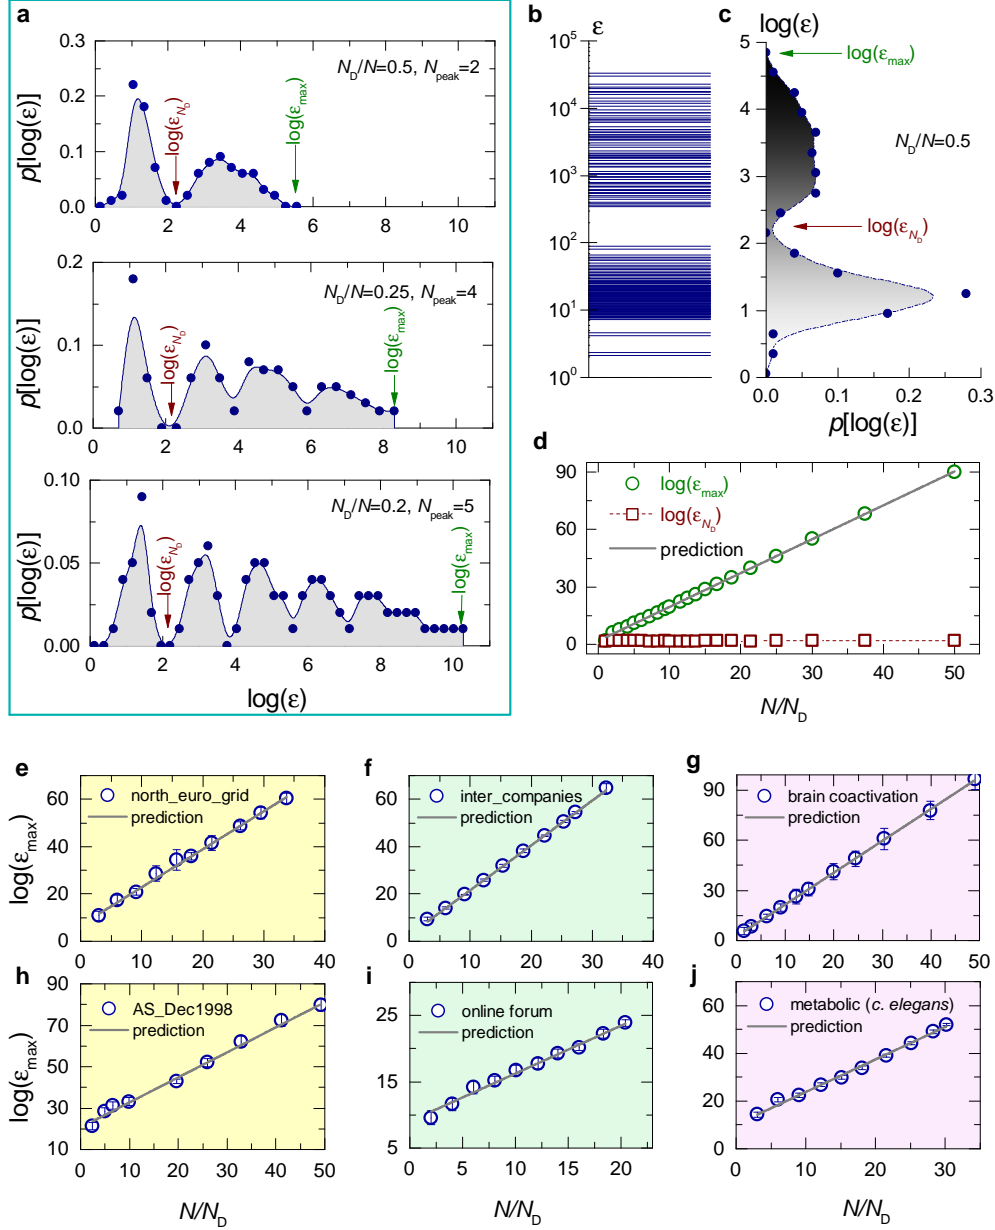 a
0.3
0.2
0.1
0.0
p[log(ε)]
N_D/N=0.5, N_peak=2
log(ε_N_D)
log(ε_max)
0 2 4 6 8 10
0.2
0.1
0.0
p[log(ε)]
N_D/N=0.25, N_peak=4
log(ε_N_D)
log(ε_max)
0 2 4 6 8 10
0.10
0.05
0.00
p[log(ε)]
N_D/N=0.2, N_peak=5
log(ε_N_D)
log(ε_max)
0 2 4 6 8 10
log(ε)
b
ε
10^5
10^4
10^3
10^2
10^1
10^0
c
log(ε)
5
4
3
2
1
0
log(ε_max)
N_D/N=0.5
log(ε_N_D)
0.0 0.1 0.2 0.3
p[log(ε)]
d
90
60
30
0
log(ε_max)
log(ε_N_D)
prediction
0 10 20 30 40 50
N/N_D
e
log(ε_max)
60
40
20
0
north_euro_grid
prediction
0 10 20 30 40
f
60
40
20
0
inter_companies
prediction
0 10 20 30 40
g
90
60
30
0
brain coactivation
prediction
0 10 20 30 40 50
h
log(ε_max)
90
70
50
30
10
AS_Dec1998
prediction
0 10 20 30 40 50
N/N_D
i
25
15
5
online forum
prediction
0 5 10 15 20
N/N_D
j
60
40
20
0
metabolic (c. elegans)
prediction
0 10 20 30
N/N_D